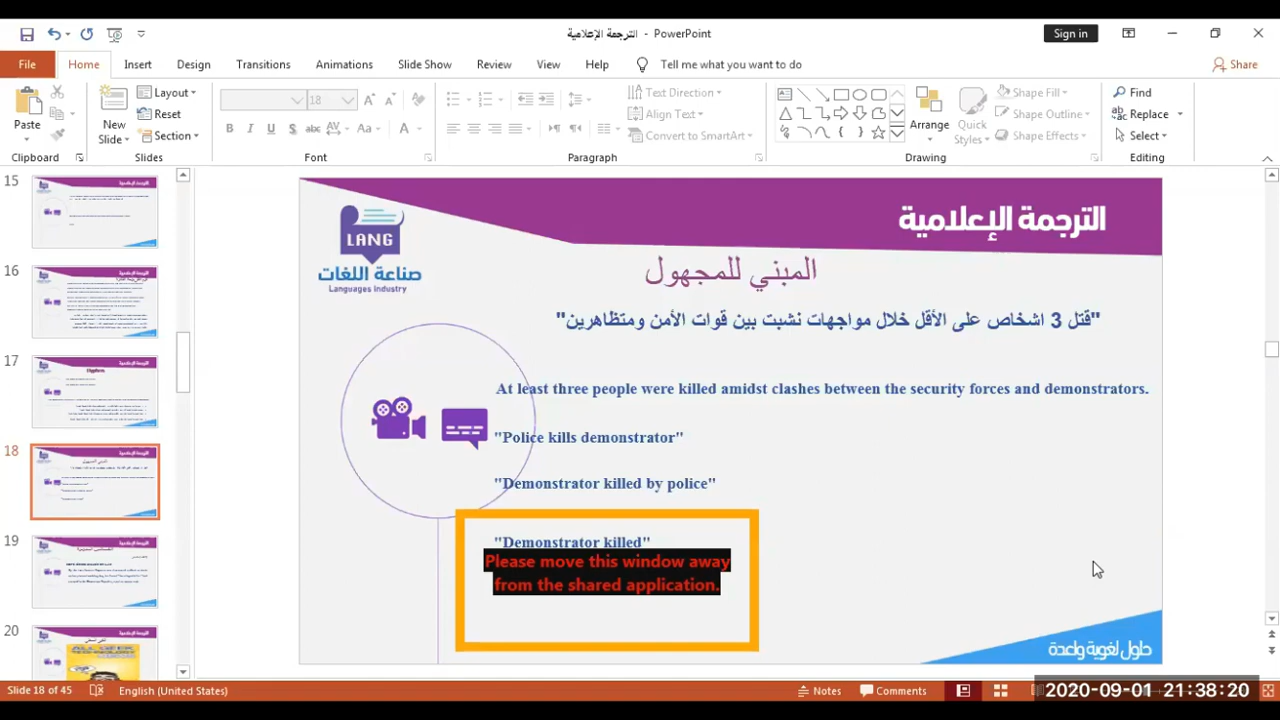 الترجمة الإعلامية - PowerPoint
Sign in
File Home Insert Design Transitions Animations Slide Show Review View Help Tell me what you want to do Share
Paste
Clipboard
New Slide
Layout
Reset
Section
Slides
18
Font
Text Direction
Align Text
Convert to SmartArt
Paragraph
Arrange
Quick Styles
Shape Fill
Shape Outline
Shape Effects
Drawing
Find
Replace
Select
Editing
15
16
17
18
19
20
الترجمة الإعلامية
LANG
صناعة اللغات
Languages Industry
المبني للمجهول
"قتل 3 اشخاص على الأقل خلال مواجهات نشبت بين قوات الأمن ومتظاهرين"
At least three people were killed amidst clashes between the security forces and demonstrators.
"Police kills demonstrator"
"Demonstrator killed by police"
"Demonstrator killed"
Please move this window away
from the shared application.
حلول لغوية واعدة
Slide 18 of 45 English (United States) Notes Comments
2020-09-01 21:38:20